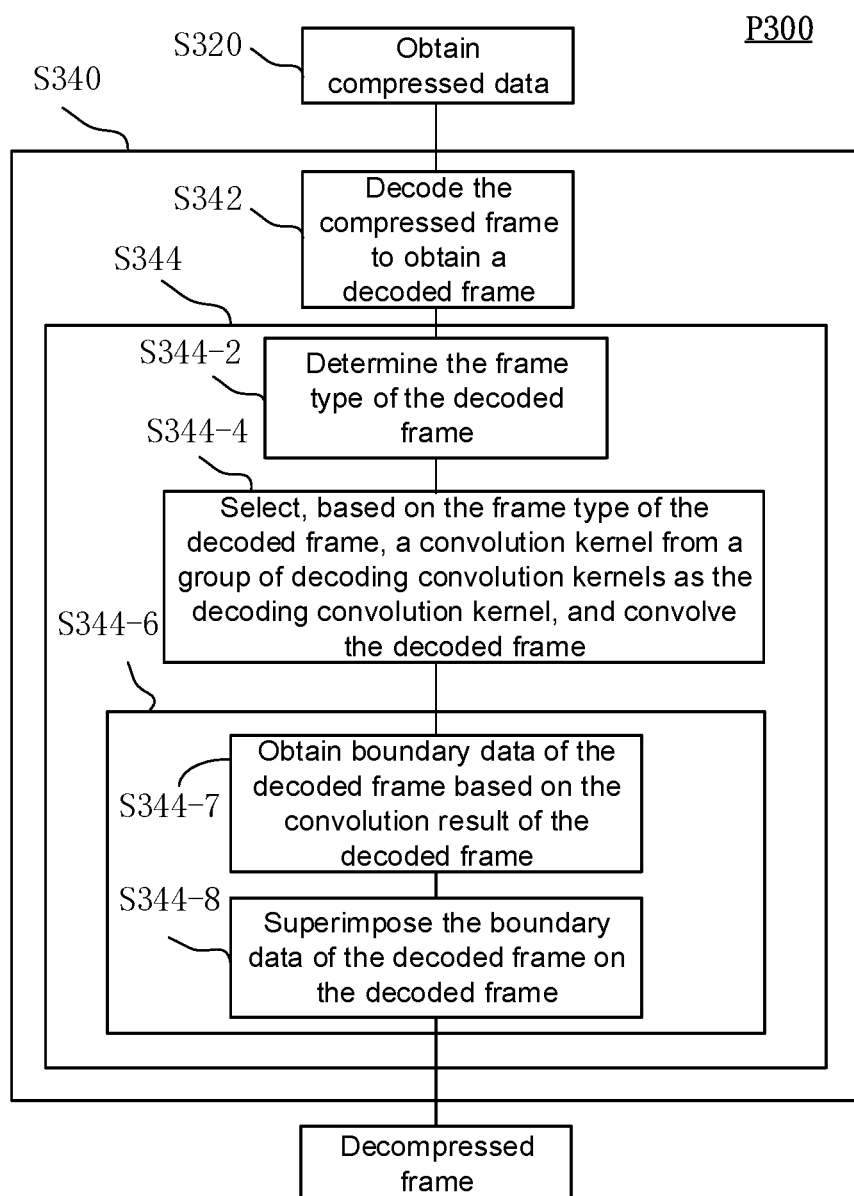 P300
S320
Obtain
compressed data
S340
S342
Decode the
compressed frame
to obtain a
decoded frame
S344
S344-2
Determine the frame
type of the decoded
frame
S344-4
Select, based on the frame type of the
decoded frame, a convolution kernel from a
group of decoding convolution kernels as the
decoding convolution kernel, and convolve
the decoded frame
S344-6
S344-7
Obtain boundary data of the
decoded frame based on the
convolution result of the
decoded frame
S344-8
Superimpose the boundary
data of the decoded frame on
the decoded frame
Decompressed
frame